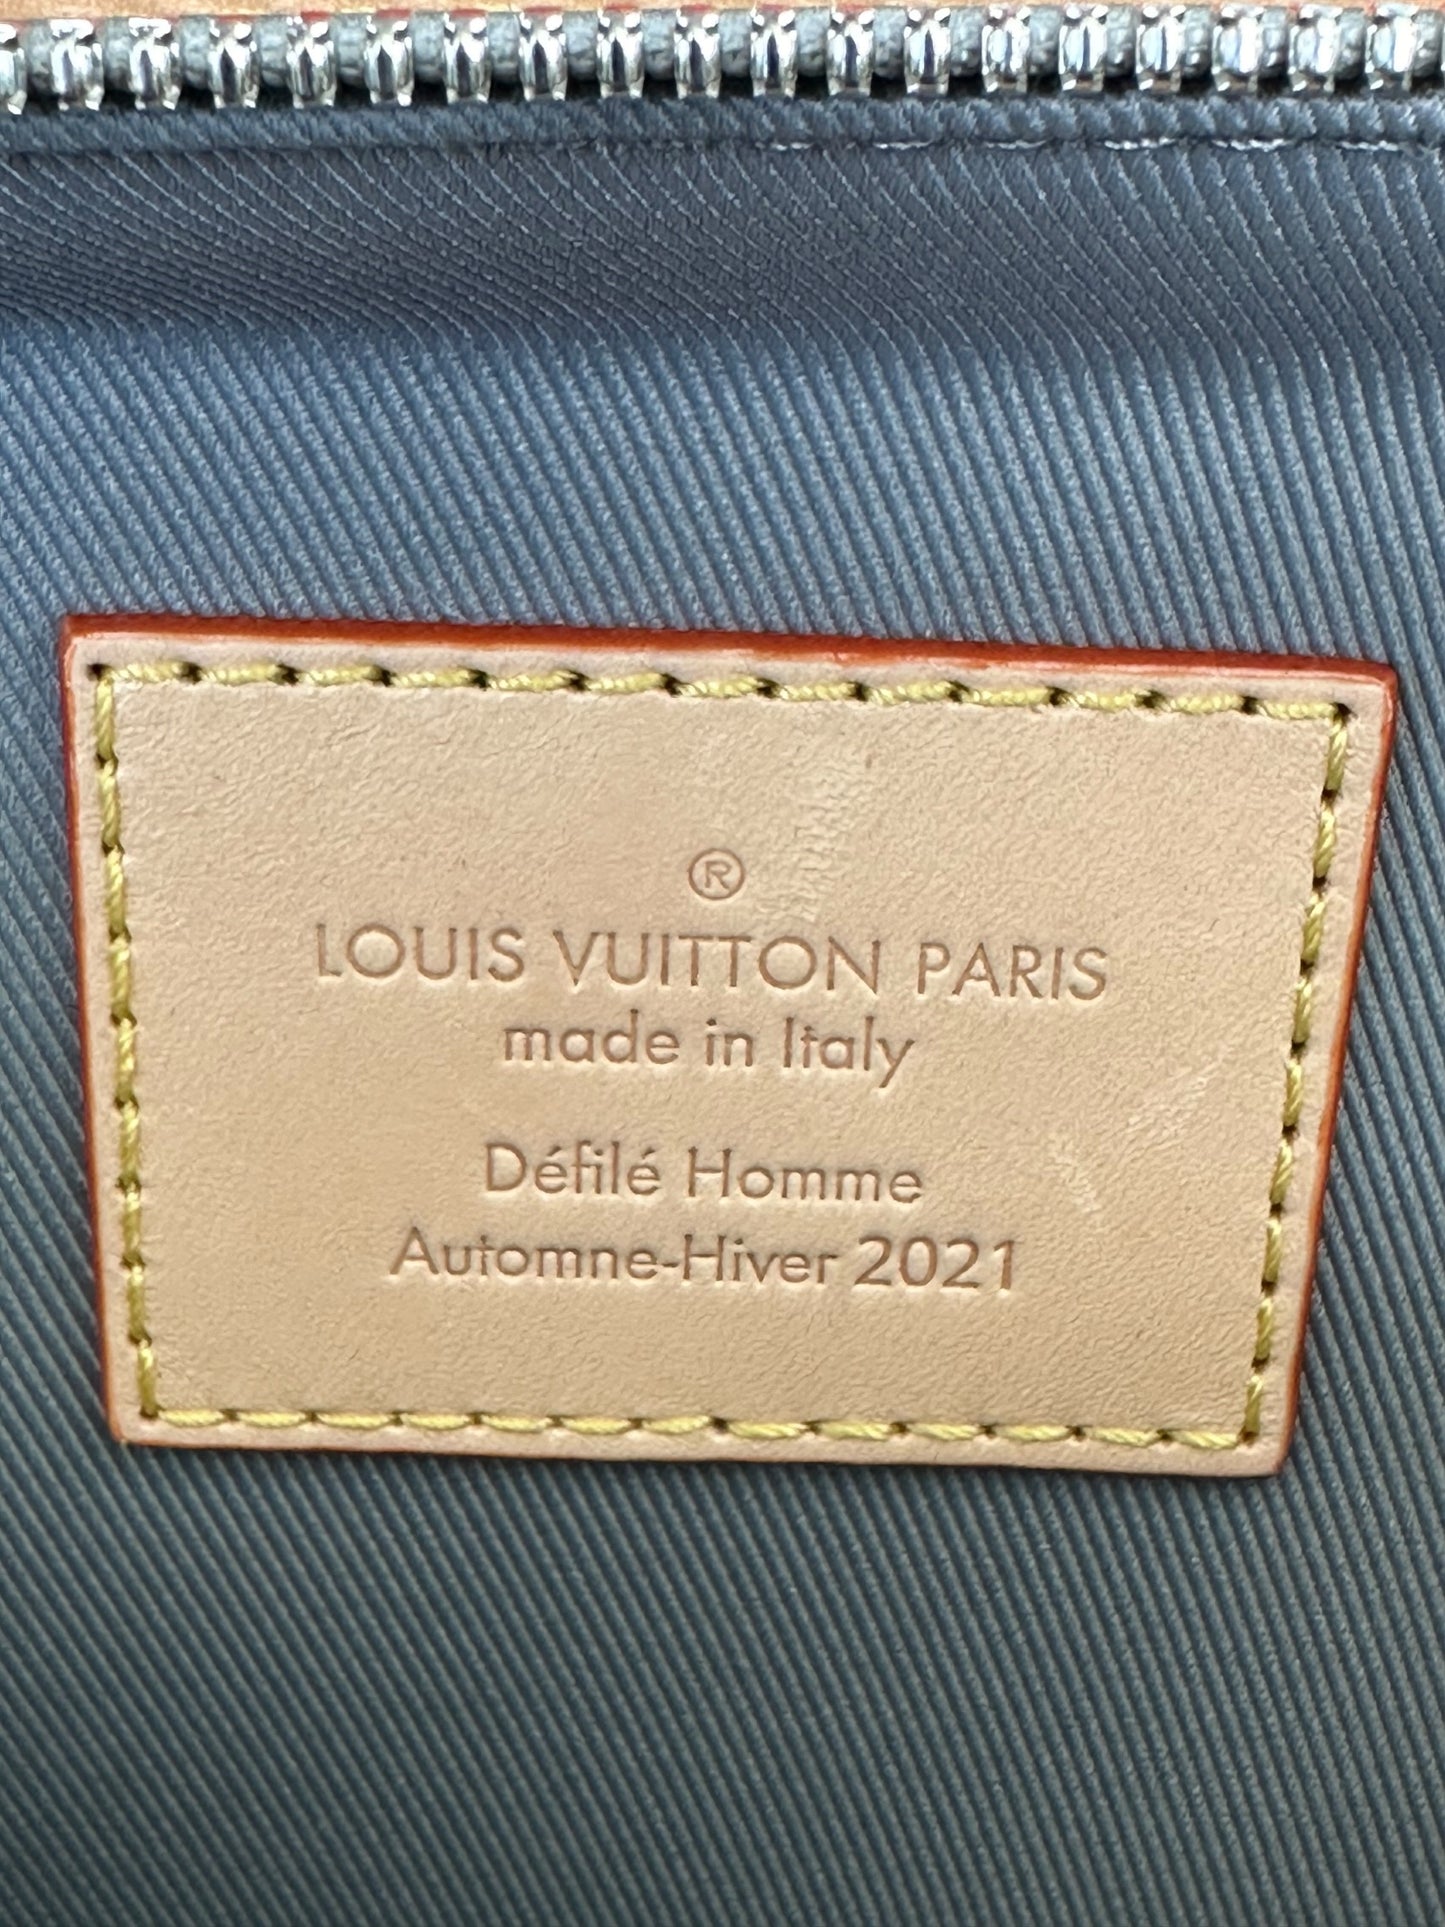 ®
LOUIS VUITTON PARIS
made in Italy
Défilé Homme
Automne-Hiver 2021